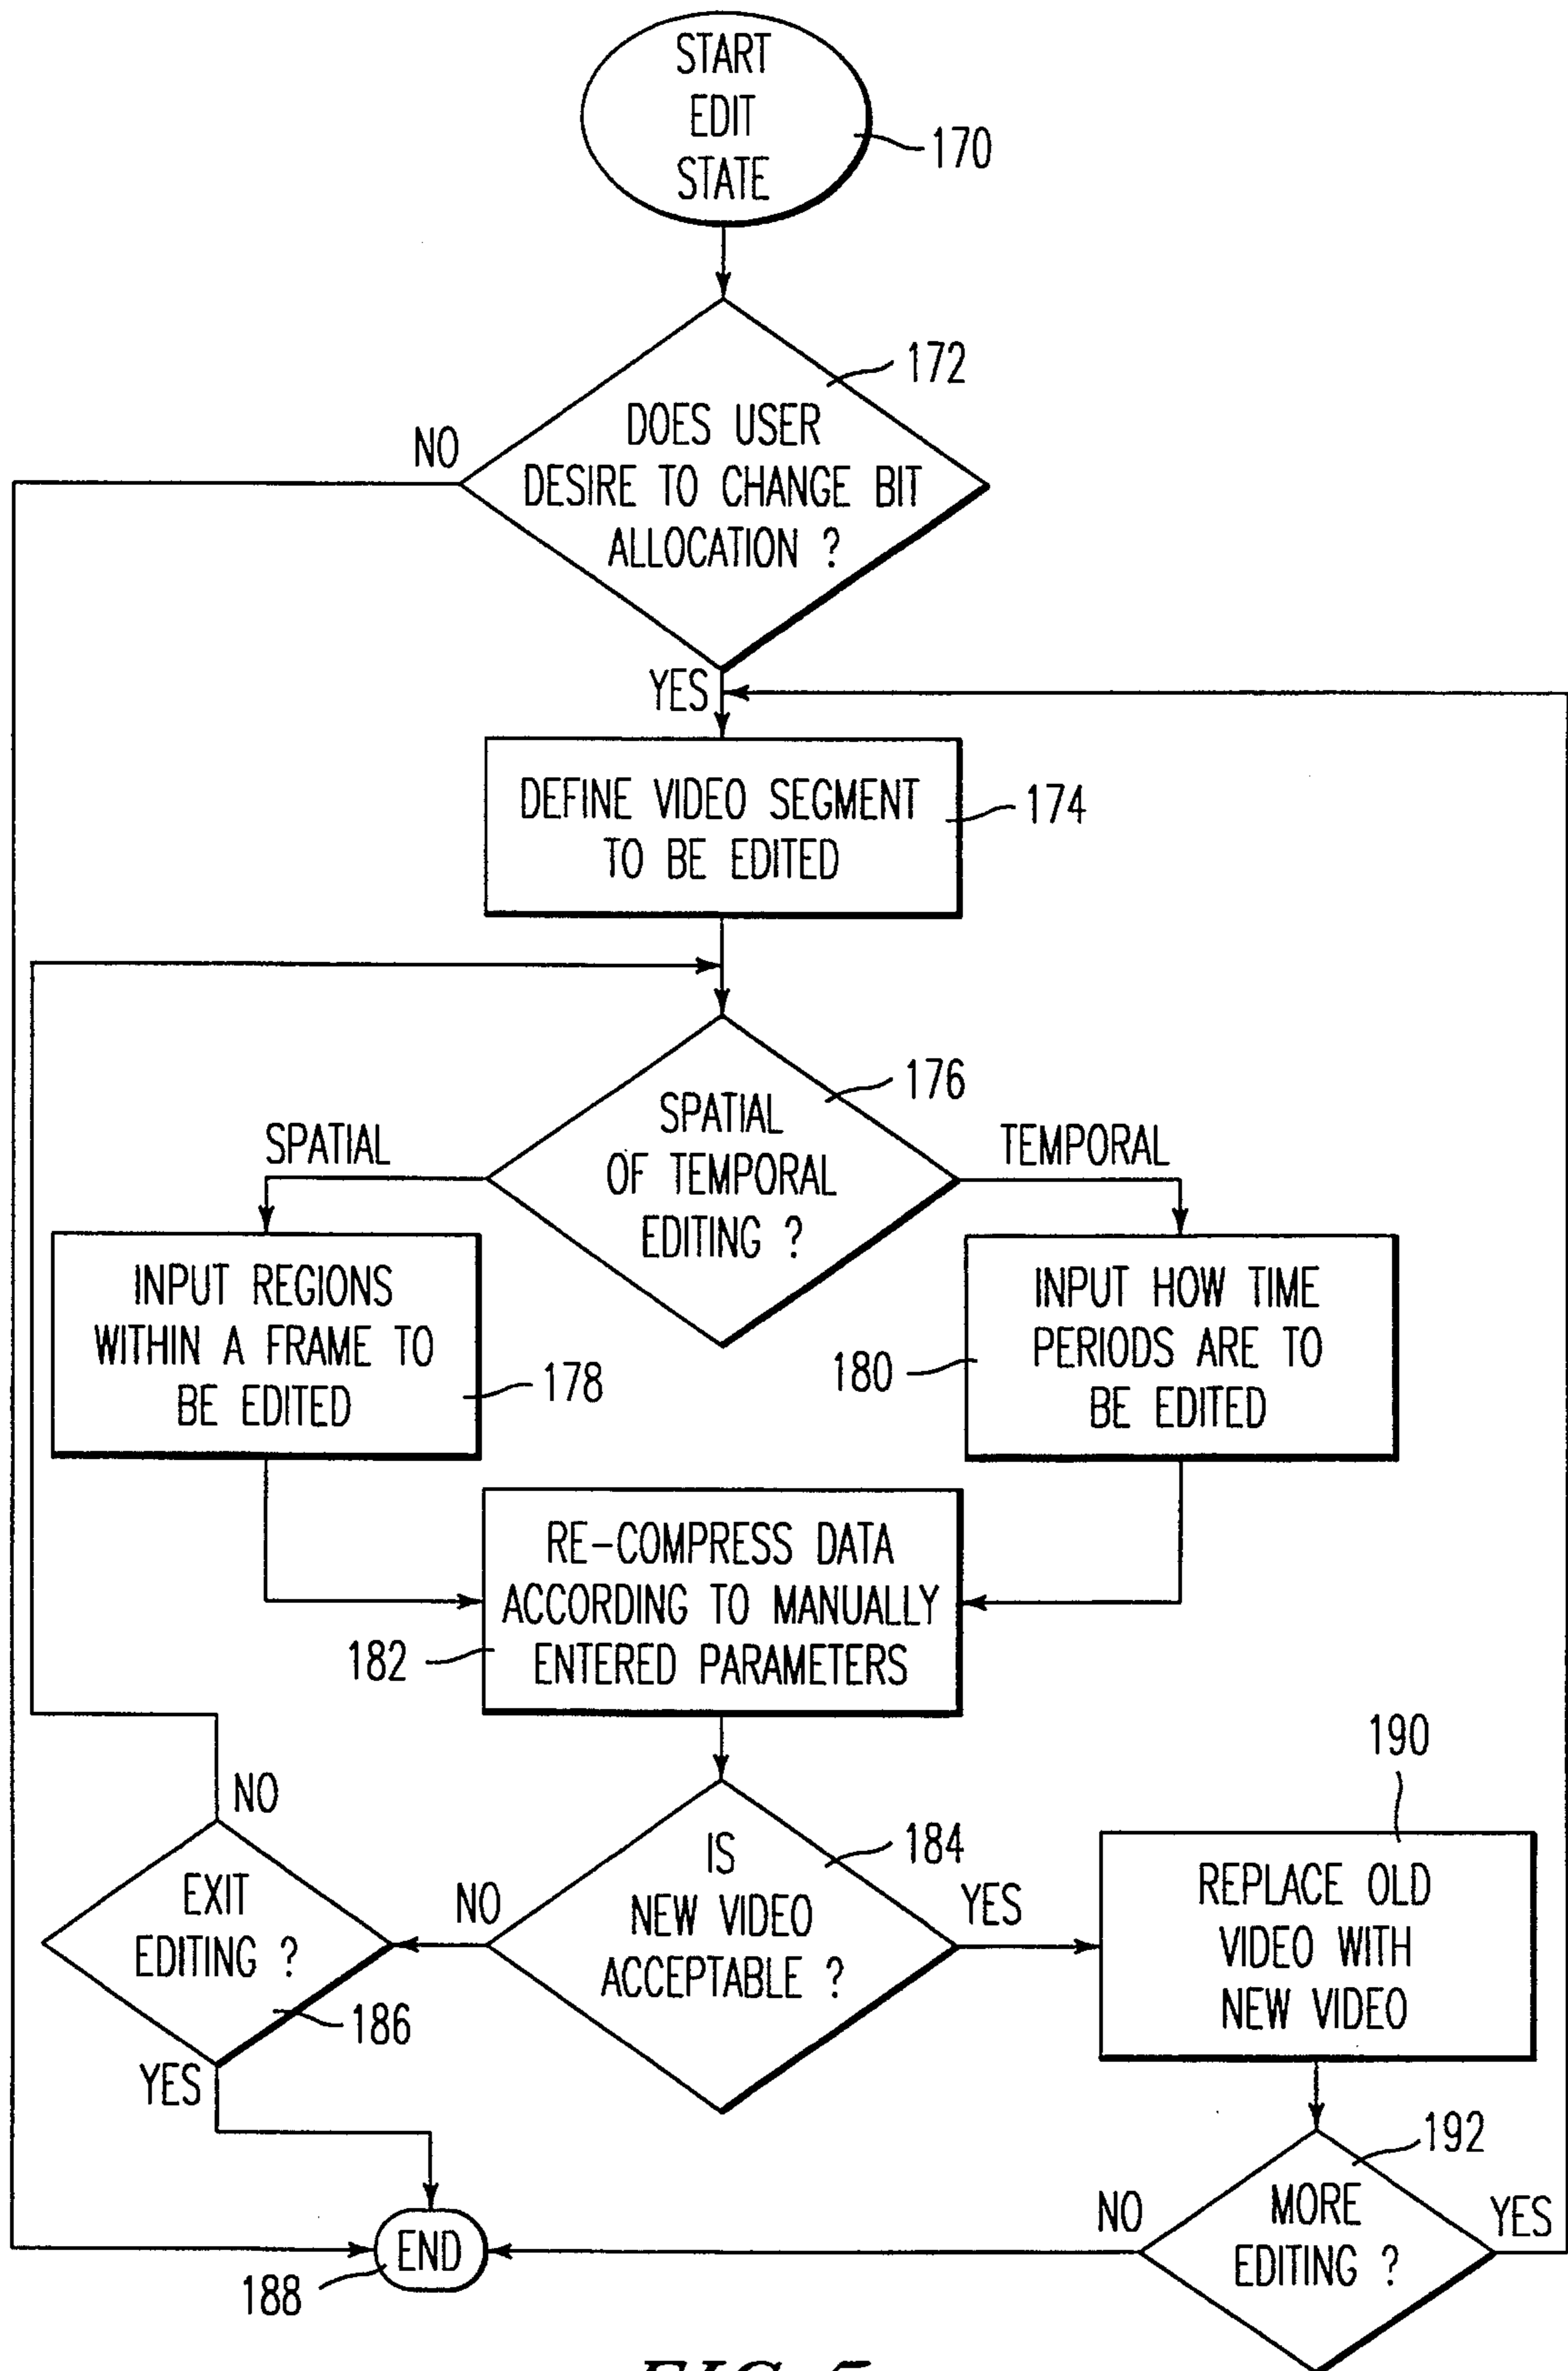 START
EDIT
STATE
170
172
DOES USER
DESIRE TO CHANGE BIT
ALLOCATION ?
NO
YES
DEFINE VIDEO SEGMENT
TO BE EDITED
174
176
SPATIAL
OF TEMPORAL
EDITING ?
SPATIAL
TEMPORAL
INPUT REGIONS
WITHIN A FRAME TO
BE EDITED
178
INPUT HOW TIME
PERIODS ARE TO
BE EDITED
180
RE-COMPRESS DATA
ACCORDING TO MANUALLY
ENTERED PARAMETERS
182
IS
NEW VIDEO
ACCEPTABLE ?
184
NO
YES
EXIT
EDITING ?
186
NO
YES
190
REPLACE OLD
VIDEO WITH
NEW VIDEO
192
MORE
EDITING ?
NO
YES
END
188